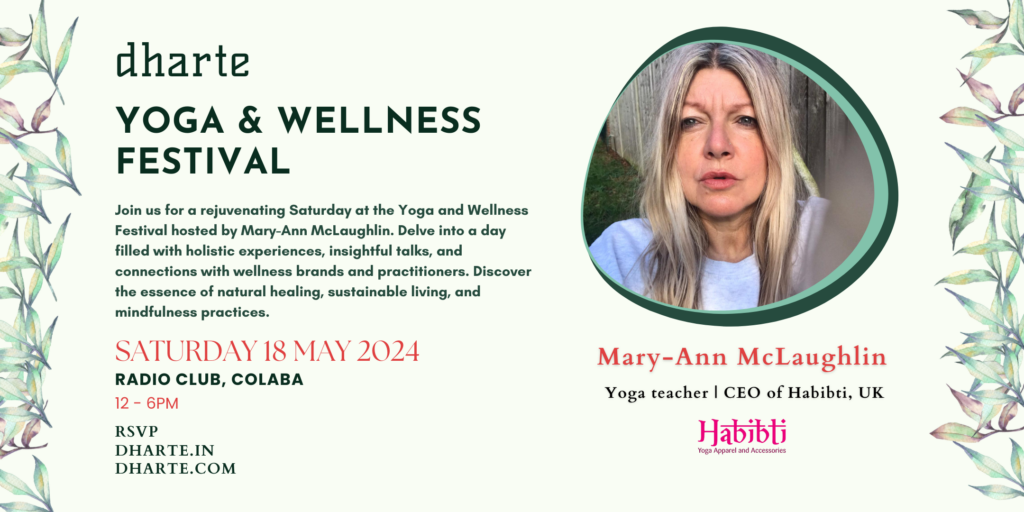 dharte
YOGA & WELLNESS
FESTIVAL
Join us for a rejuvenating Saturday at the Yoga and Wellness
Festival hosted by Mary-Ann McLaughlin. Delve into a day
filled with holistic experiences, insightful talks, and
connections with wellness brands and practitioners. Discover
the essence of natural healing, sustainable living, and
mindfulness practices.
SATURDAY 18 MAY 2024
RADIO CLUB, COLABA
12 - 6PM
RSVP
DHARTE.IN
DHARTE.COM
Mary-Ann McLaughlin
Yoga teacher | CEO of Habibti, UK
Habibti
Yoga Apparel and Accessories